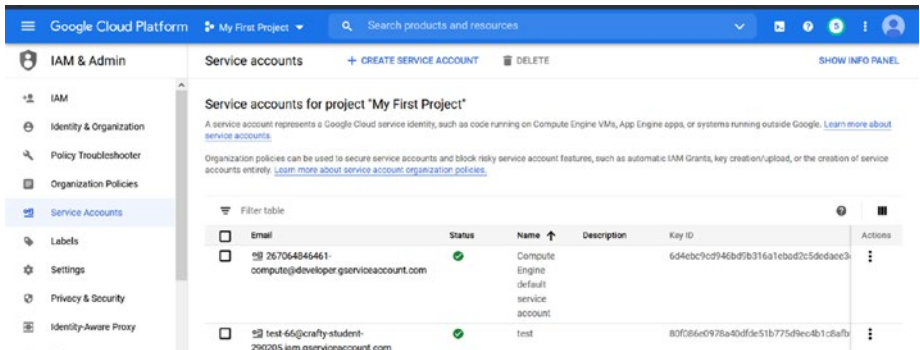 Google Cloud Platform
My First Project
Search products and resources
5
IAM & Admin
Service accounts
+ CREATE SERVICE ACCOUNT
DELETE
SHOW INFO PANEL
IAM
Identity & Organization
Policy Troubleshooter
Organization Policies
Service Accounts
Labels
Settings
Privacy & Security
Identity-Aware Proxy
Service accounts for project "My First Project"
A service account represents a Google Cloud service identity, such as code running on Compute Engine VMs, App Engine apps, or systems running outside Google. Learn more about
service accounts.
Organization policies can be used to secure service accounts and block risky service account features, such as automatic IAM Grants, key creation/upload, or the creation of service
accounts entirely. Learn more about service account organization policies.
Filter table
Email Status Name Description Key ID Actions
267064846461-
compute@developer.gserviceaccount.com
Compute
Engine
default
service
account
test-66@crafty-student-
290205.iam.gserviceaccount.com
test